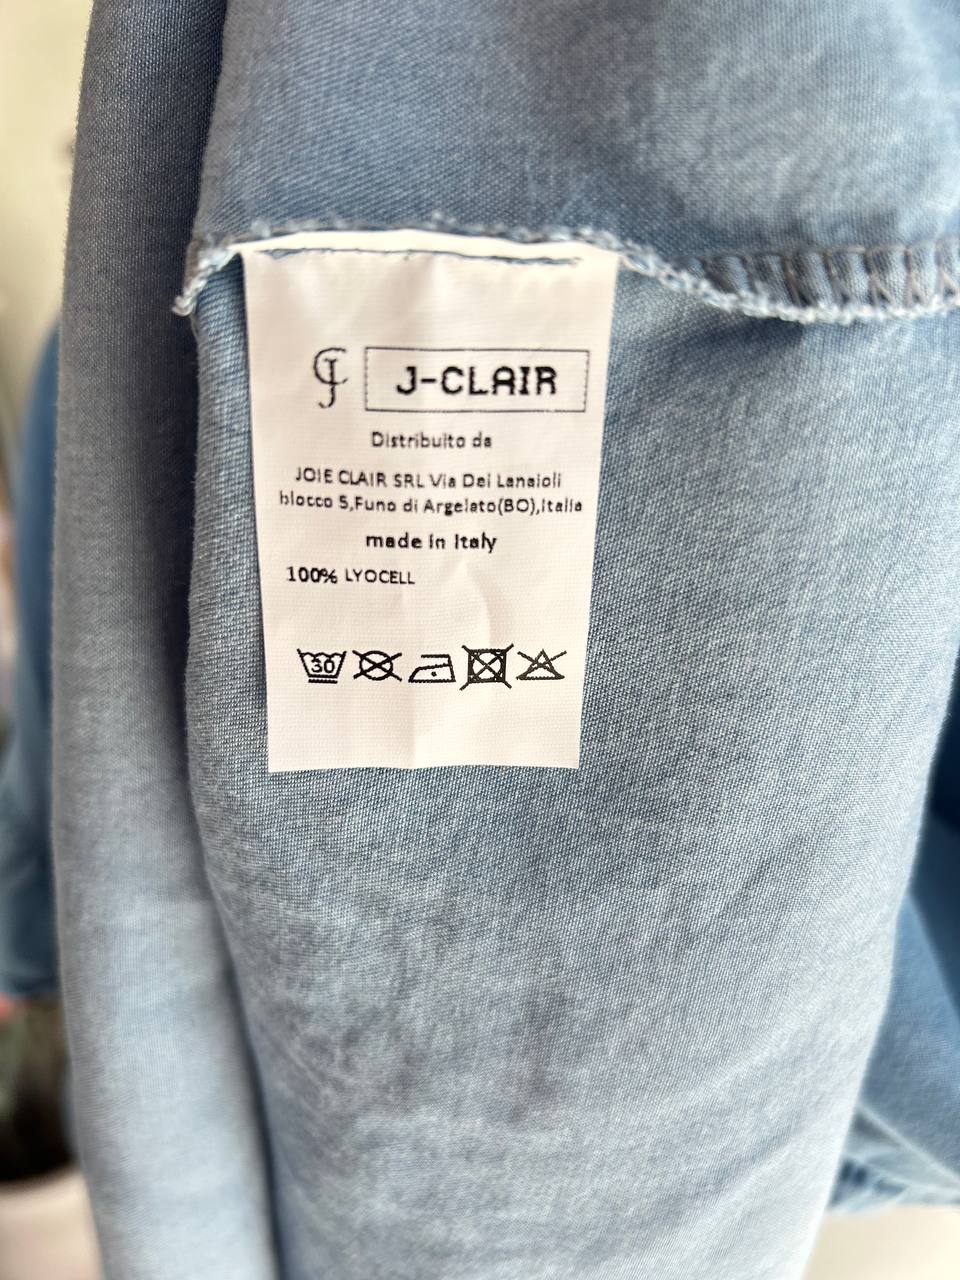 J-CLAIR
Distribuito da
JOIE CLAIR SRL Via Dei Lanaioli
blocco 5,Funo di Argelato(BO),Italia
made in Italy
100% LYOCELL
30